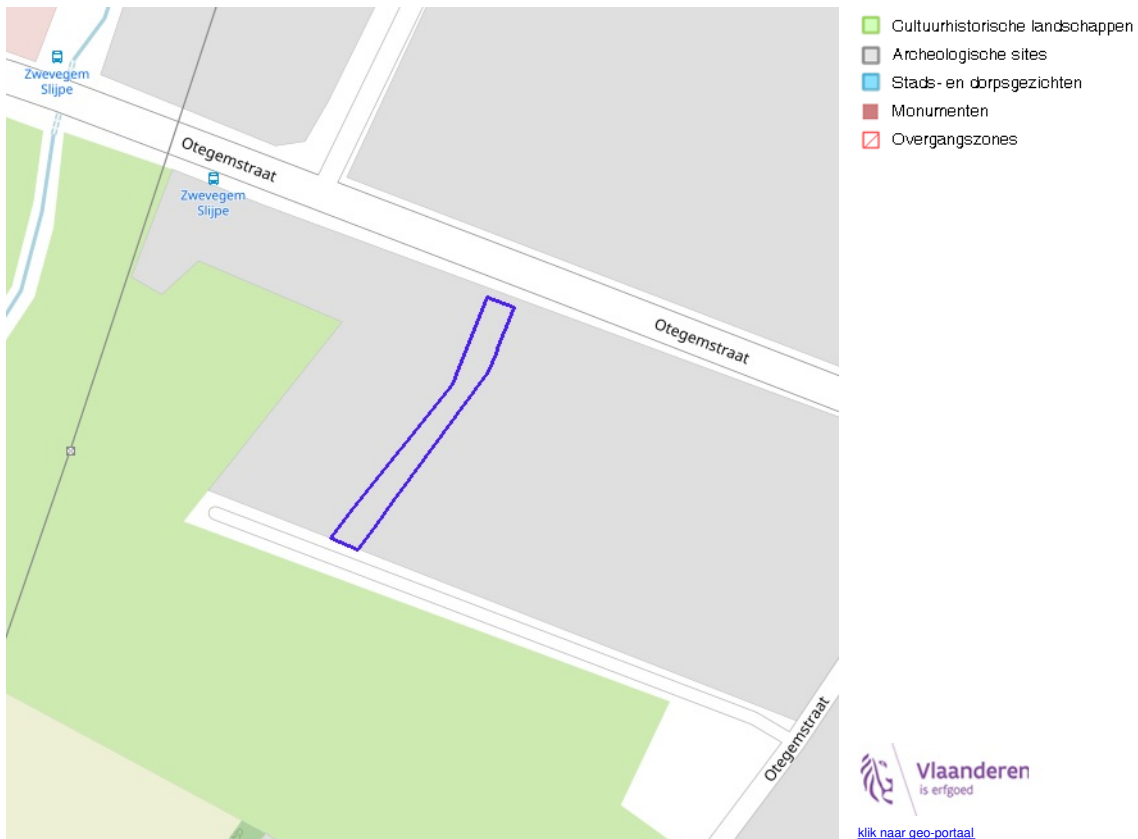 Zwevegem
Slijpe
Otegemstraat
Zwevegem
Slijpe
Otegemstraat
Otegemstraat
Cultuurhistorische landschappen
Archeologische sites
Stads- en dorpsgezichten
Monumenten
Overgangszones
Vlaanderen
is erfgoed
klik naar geo-portaal